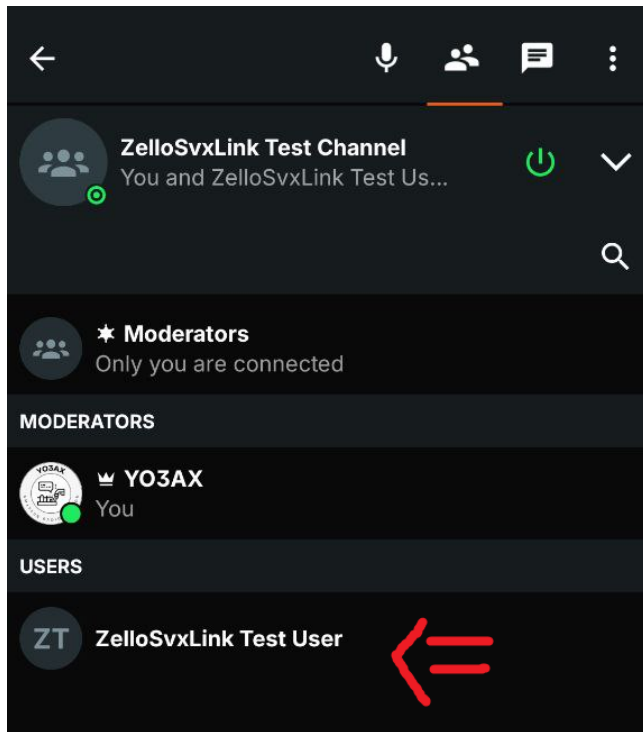 ZelloSvxLink Test Channel
You and ZelloSvxLink Test Us...
Moderators
Only you are connected
MODERATORS
YO3AX
YO3AX
You
USERS
ZT
ZelloSvxLink Test User